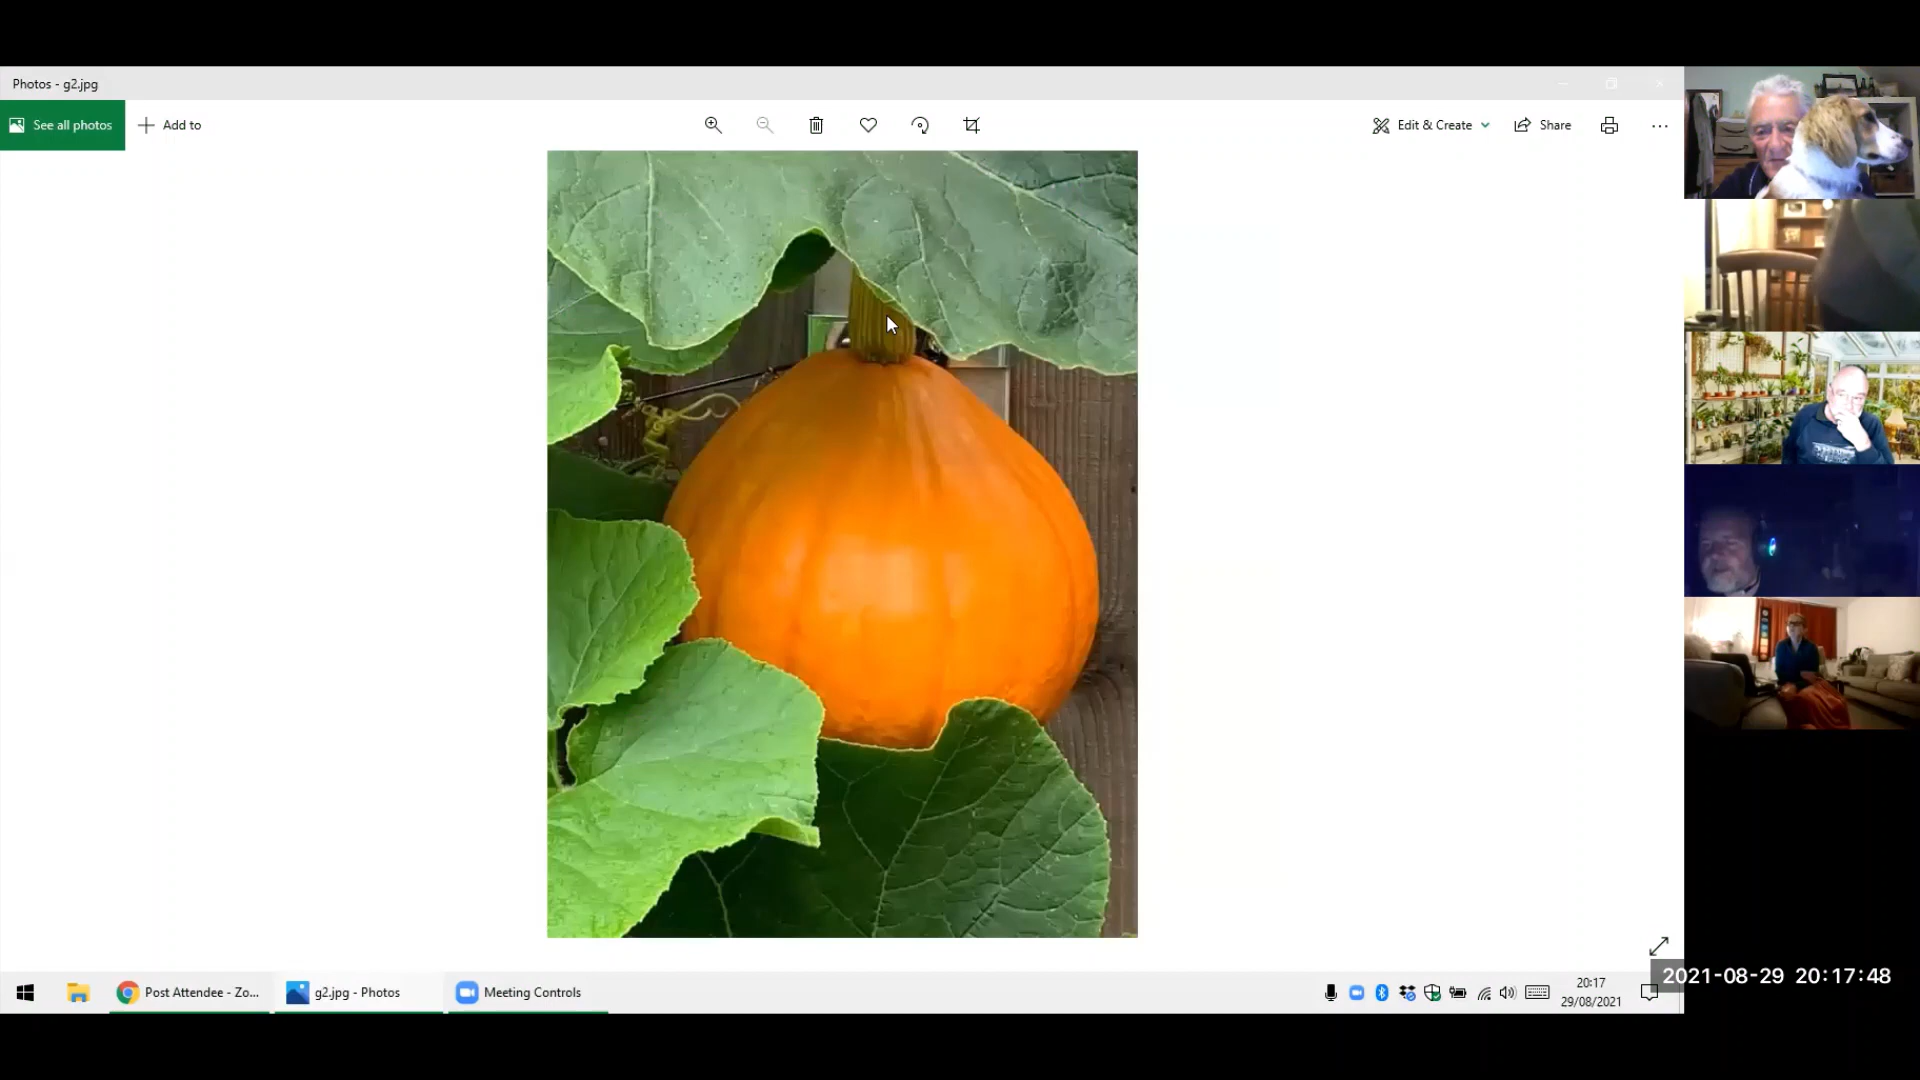 Photos - g2.jpg
See all photos
Add to
Edit & Create
Share
Post Attendee - Zo...
g2.jpg - Photos
Meeting Controls
20:17
29/08/2021
2021-08-29 20:17:48